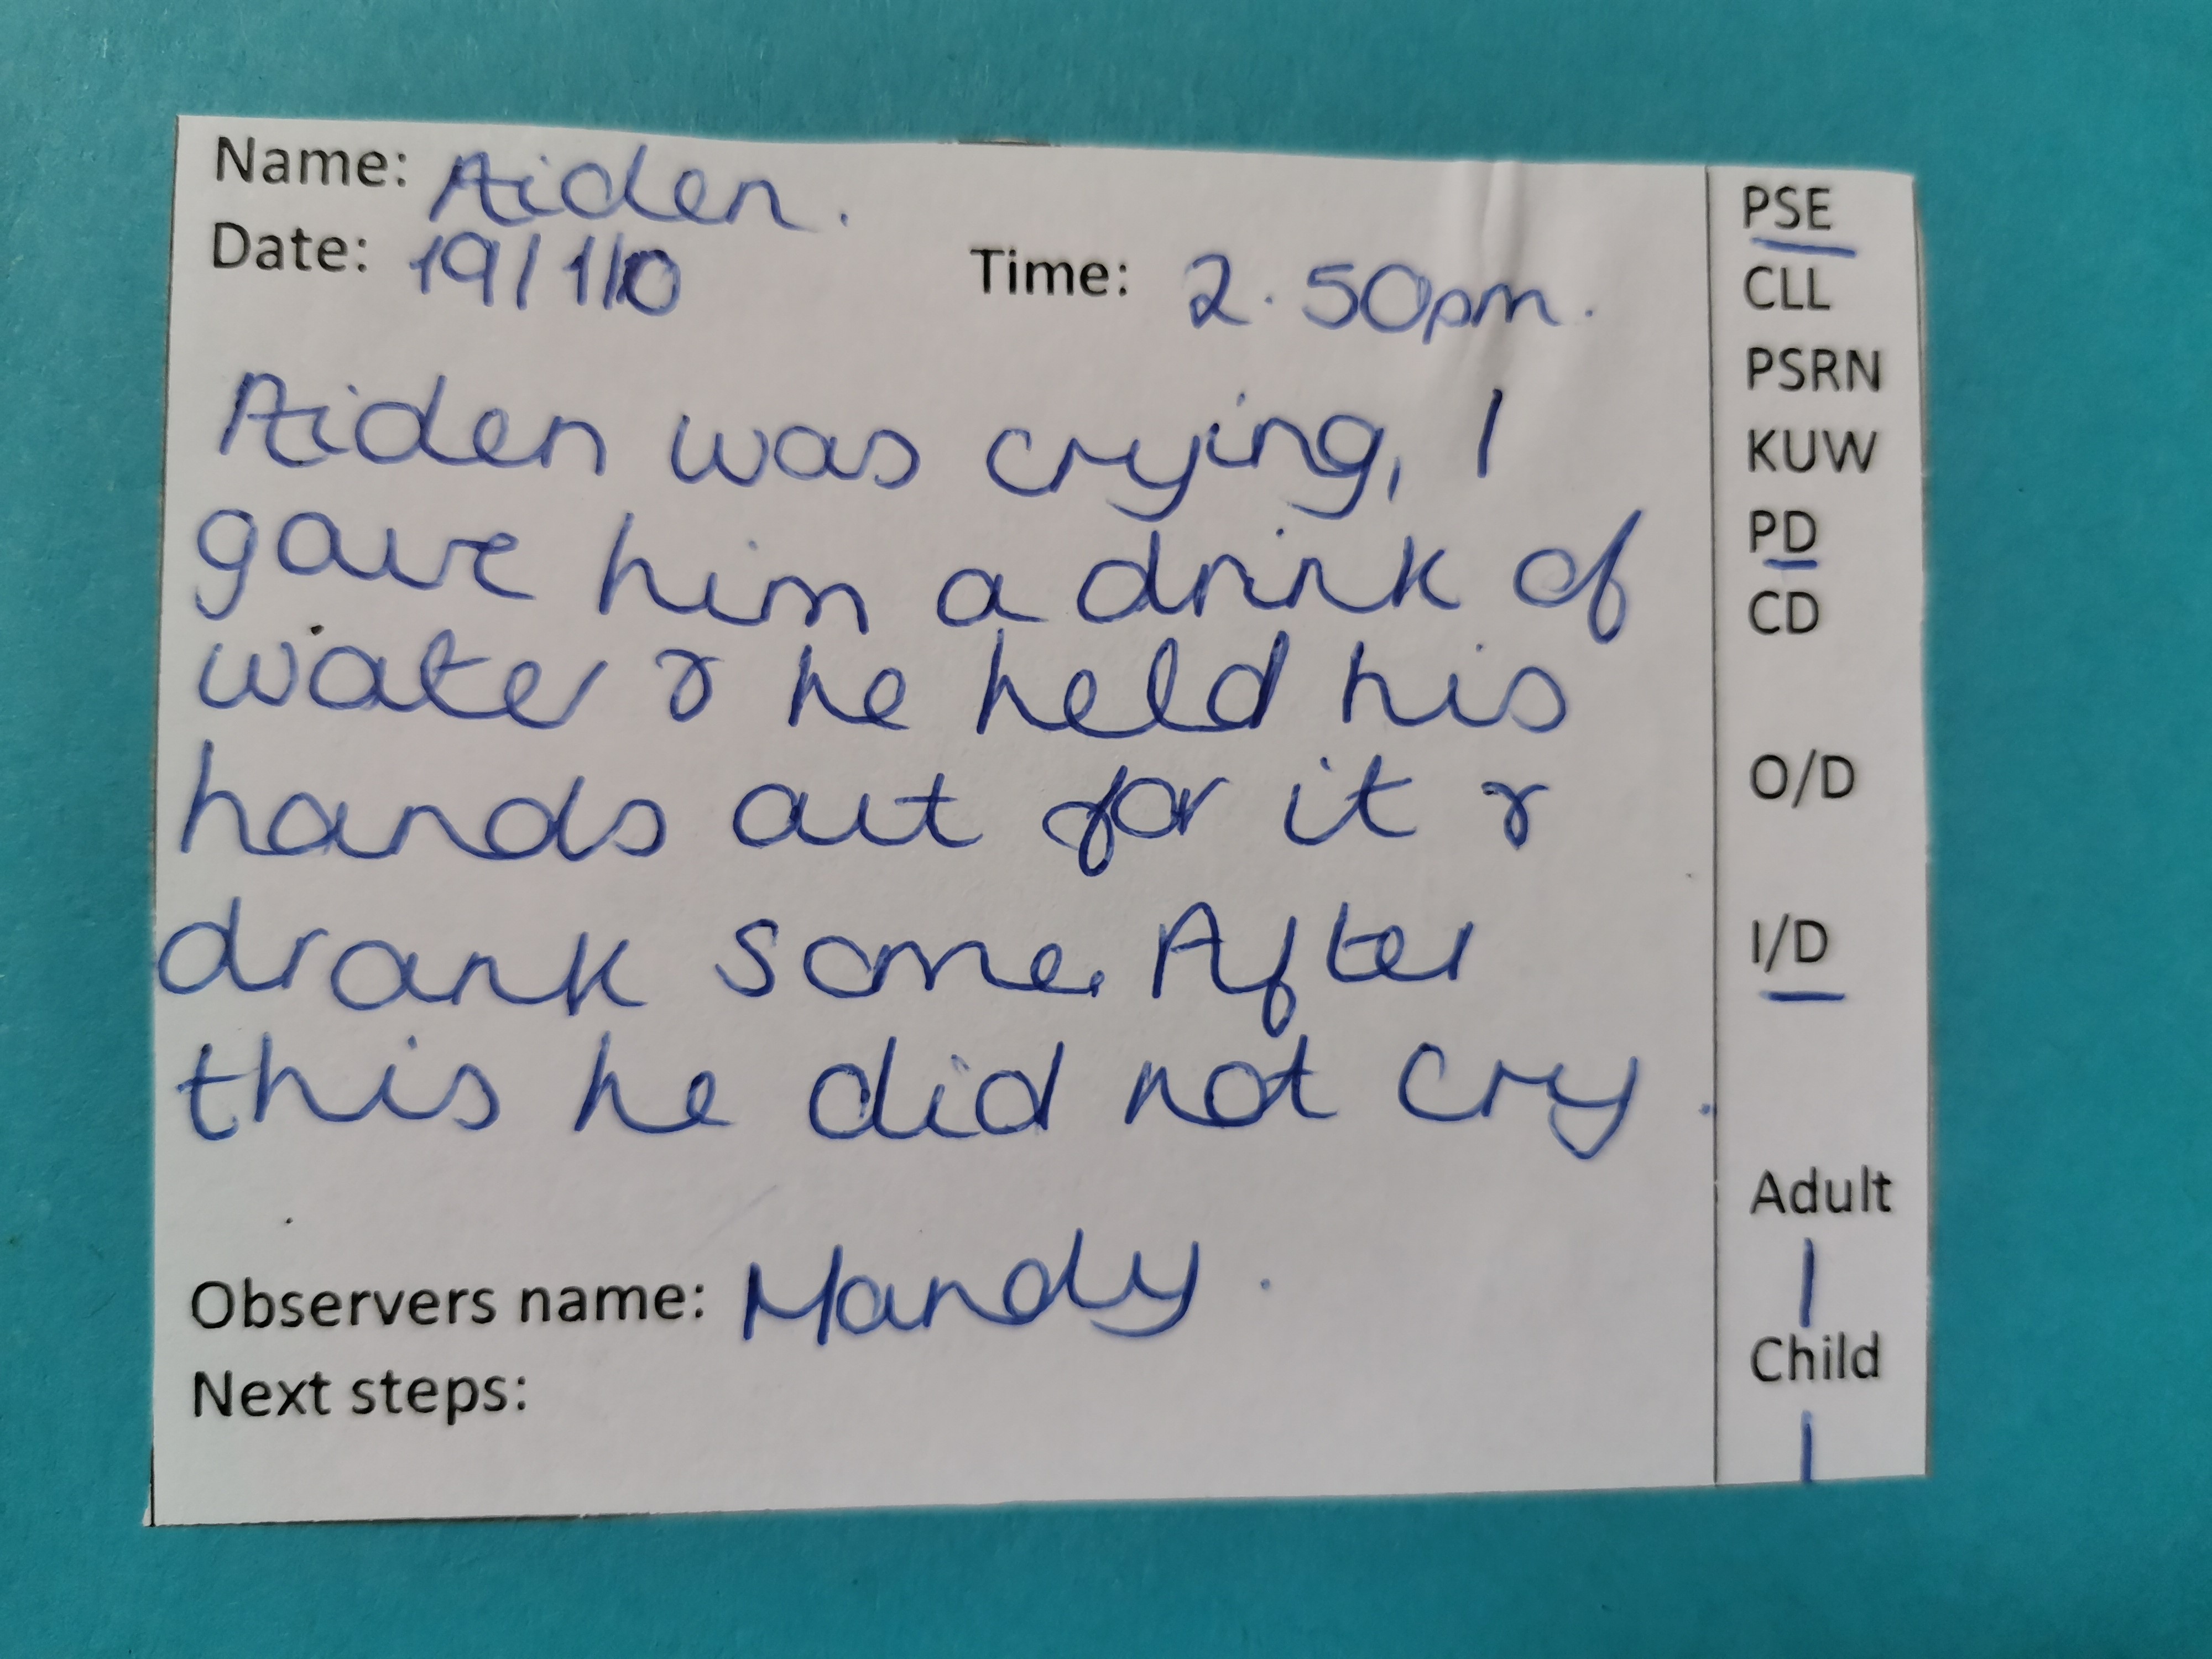 Name: Aiden.
Date: 19/1/10 Time: 2.50pm.
Aiden was crying, I
gave him a drink of
water & he held his
hands out for it &
drank some. After
this he did not cry.
Observers name: Mandy.
Next steps:
PSE
CLL
PSRN
KUW
PD
CD
O/D
I/D
Adult
1
Child
1